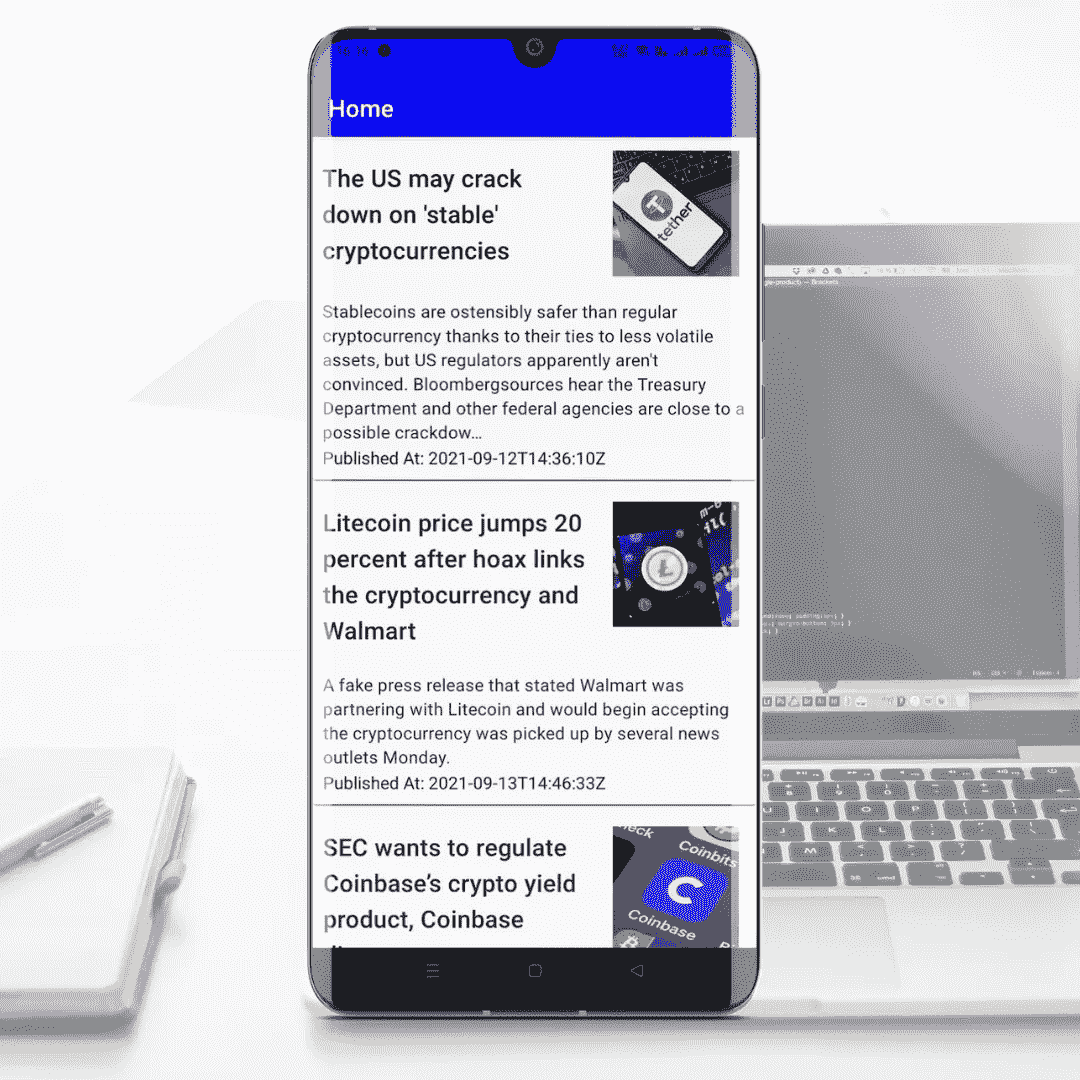 Home
The US may crack
down on 'stable'
cryptocurrencies
tether
Stablecoins are ostensibly safer than regular
cryptocurrency thanks to their ties to less volatile
assets, but US regulators apparently aren't
convinced. Bloombergsources hear the Treasury
Department and other federal agencies are close to a
possible crackdow…
Published At: 2021-09-12T14:36:10Z
Litecoin price jumps 20
percent after hoax links
the cryptocurrency and
Walmart
A fake press release that stated Walmart was
partnering with Litecoin and would begin accepting
the cryptocurrency was picked up by several news
outlets Monday.
Published At: 2021-09-13T14:46:33Z
SEC wants to regulate
Coinbase's crypto yield
product, Coinbase
Coinbits
Coinbase
gle-product) — Brackets
cmd